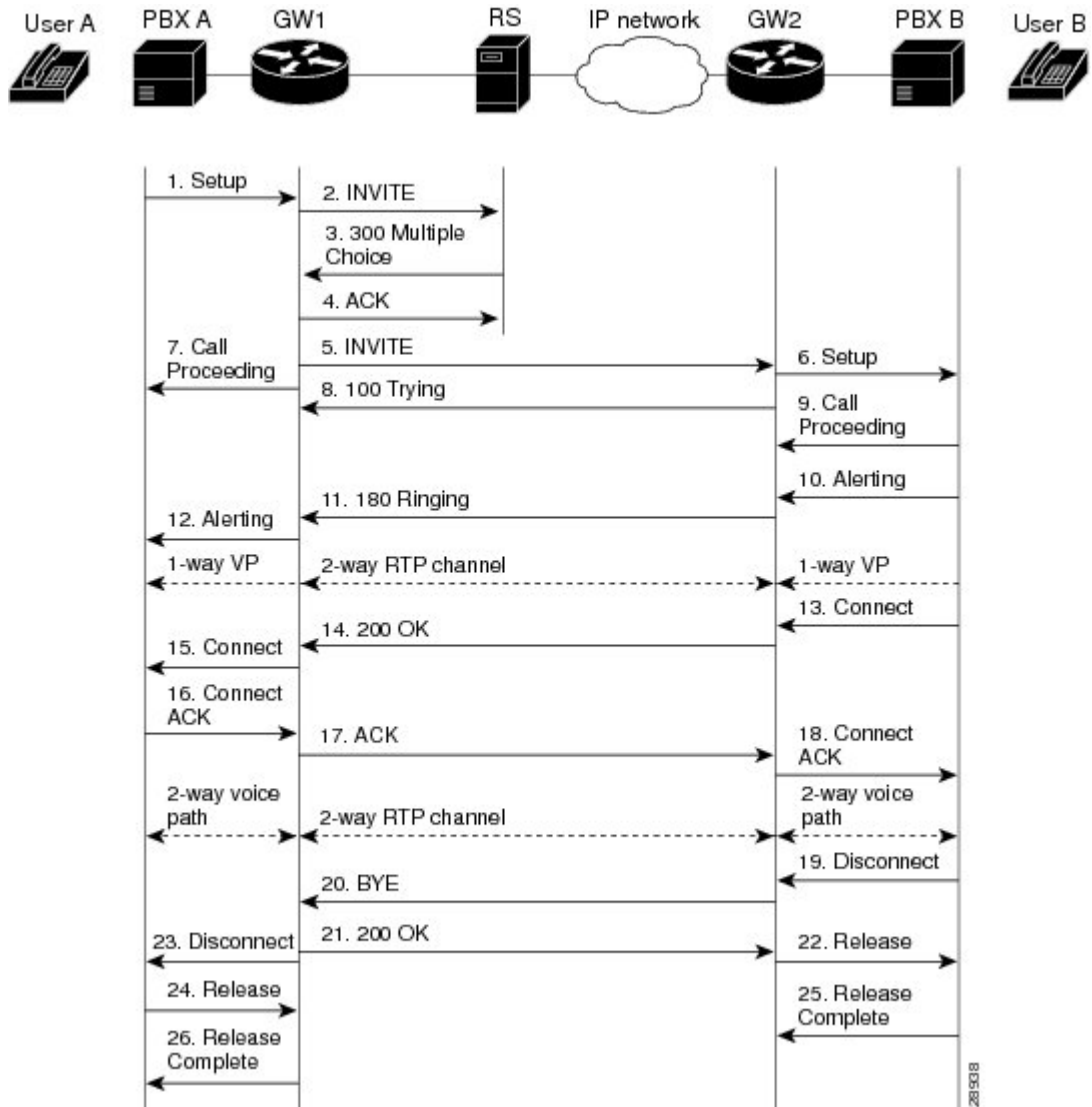 User A
PBX A
GW1
RS
IP network
GW2
PBX B
User B
1. Setup
2. INVITE
3. 300 Multiple
Choice
4. ACK
7. Call
Proceeding
5. INVITE
6. Setup
8. 100 Trying
9. Call
Proceeding
10. Alerting
11. 180 Ringing
12. Alerting
1-way VP
2-way RTP channel
1-way VP
13. Connect
14. 200 OK
15. Connect
16. Connect
ACK
17. ACK
18. Connect
ACK
2-way voice
path
2-way RTP channel
2-way voice
path
19. Disconnect
20. BYE
21. 200 OK
23. Disconnect
22. Release
24. Release
25. Release
Complete
26. Release
Complete
28938